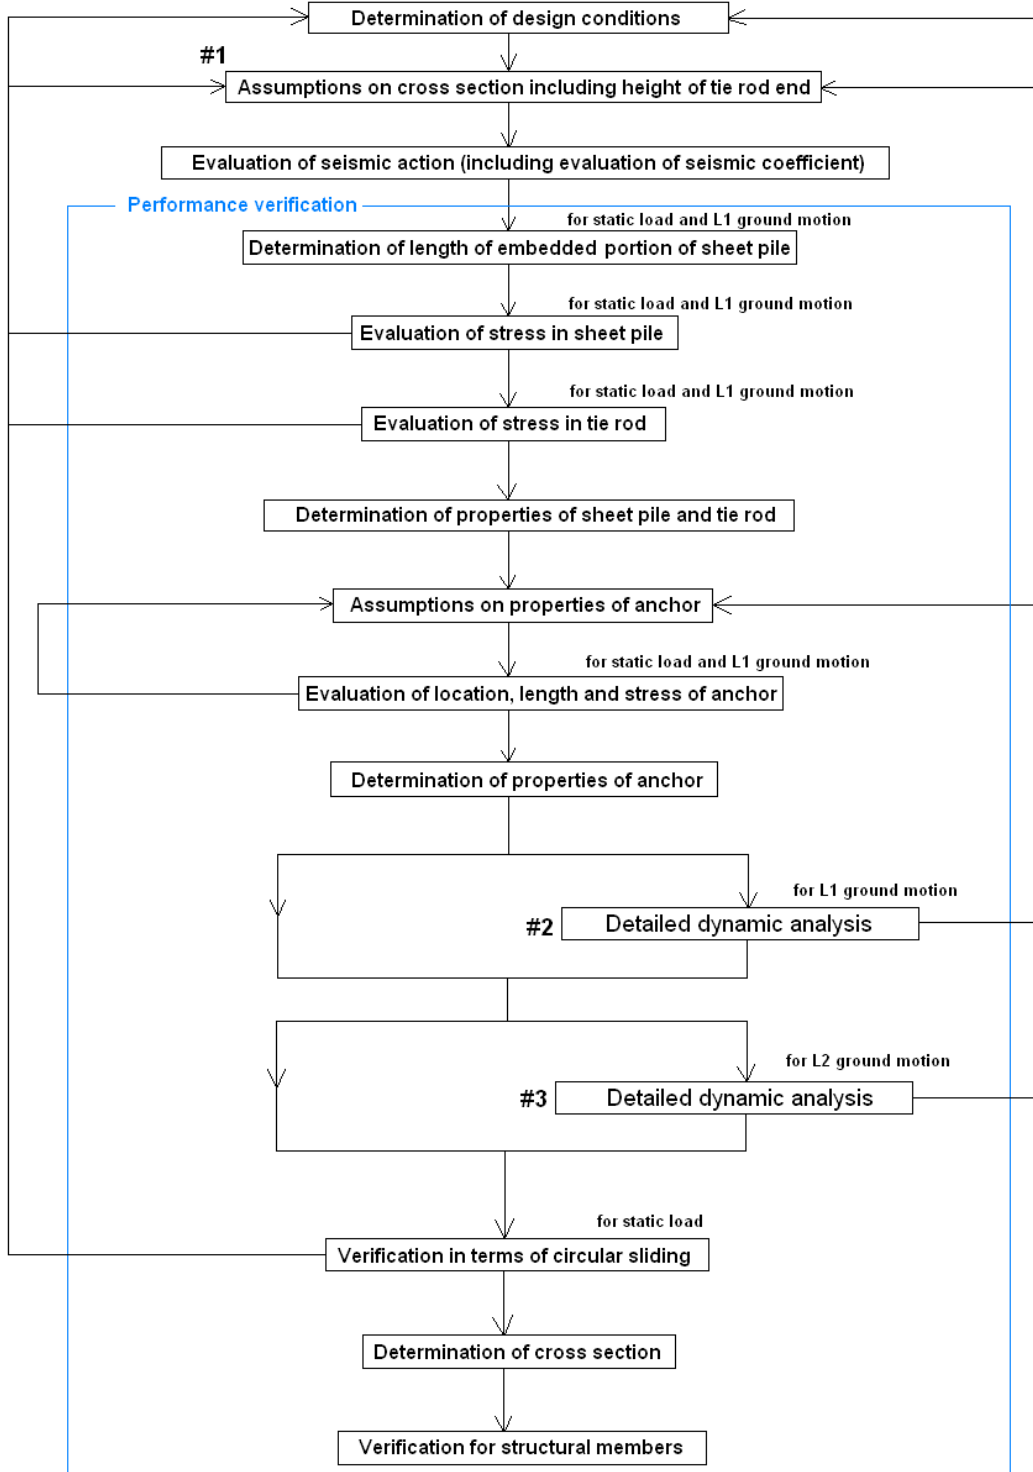 Determination of design conditions
#1
Assumptions on cross section including height of tie rod end
Evaluation of seismic action (including evaluation of seismic coefficient)
Performance verification
for static load and L1 ground motion
Determination of length of embedded portion of sheet pile
for static load and L1 ground motion
Evaluation of stress in sheet pile
for static load and L1 ground motion
Evaluation of stress in tie rod
Determination of properties of sheet pile and tie rod
Assumptions on properties of anchor
for static load and L1 ground motion
Evaluation of location, length and stress of anchor
Determination of properties of anchor
for L1 ground motion
#2
Detailed dynamic analysis
for L2 ground motion
#3
Detailed dynamic analysis
for static load
Verification in terms of circular sliding
Determination of cross section
Verification for structural members